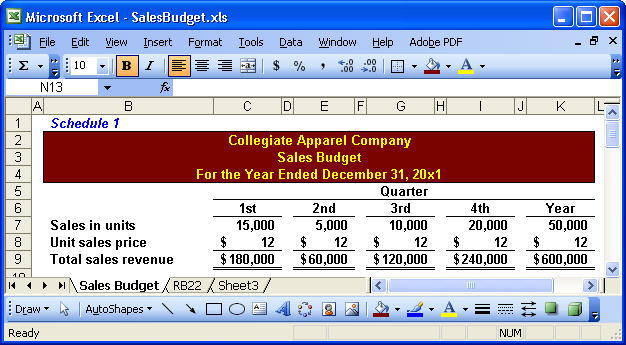 Microsoft Excel - SalesBudget.xls
File Edit View Insert Format Tools Data Window Help Adobe PDF
Σ 10 B I $ % , ←.0 .00 .00 →.0 A
N13 fx
A B C D E F G H I J K L
1 Schedule 1
2 Collegiate Apparel Company
3 Sales Budget
4 For the Year Ended December 31, 20x1
5 Quarter
6 1st 2nd 3rd 4th Year
7 Sales in units 15,000 5,000 10,000 20,000 50,000
8 Unit sales price $ 12 $ 12 $ 12 $ 12 $ 12
9 Total sales revenue $180,000 $60,000 $120,000 $240,000 $600,000
Sales Budget RB22 Sheet3
Draw AutoShapes A A
Ready NUM